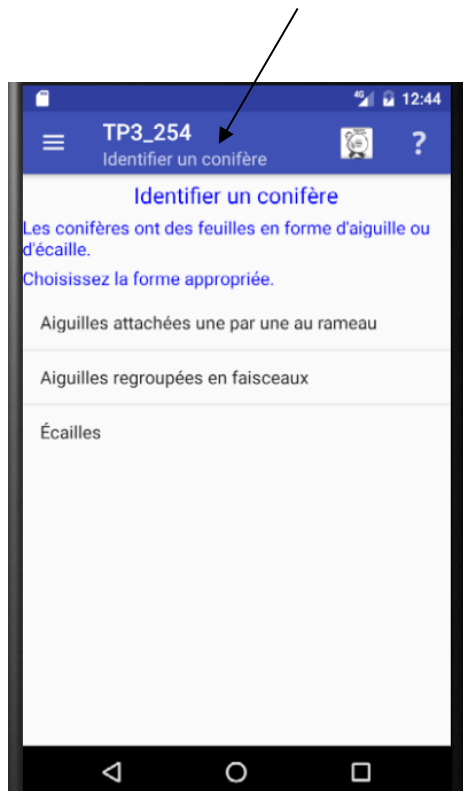 4G 12:44
TP3_254
Identifier un conifère
?
Identifier un conifère
Les conifères ont des feuilles en forme d'aiguille ou
d'écaille.
Choisissez la forme appropriée.
Aiguilles attachées une par une au rameau
Aiguilles regroupées en faisceaux
Écailles